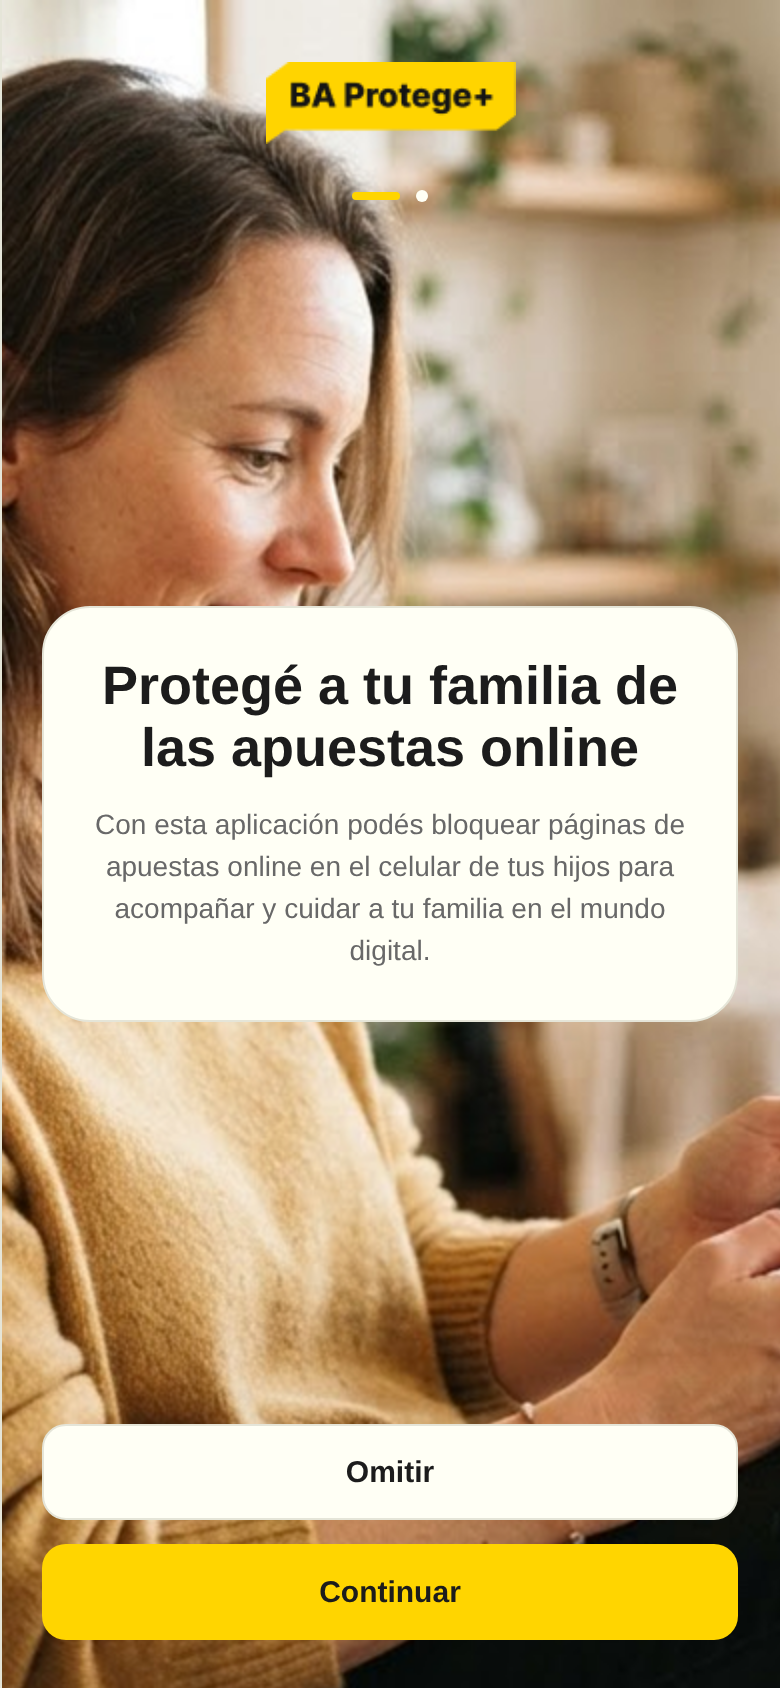 BA Protege+
Protegé a tu familia de
las apuestas online
Con esta aplicación podés bloquear páginas de
apuestas online en el celular de tus hijos para
acompañar y cuidar a tu familia en el mundo
digital.
Omitir
Continuar